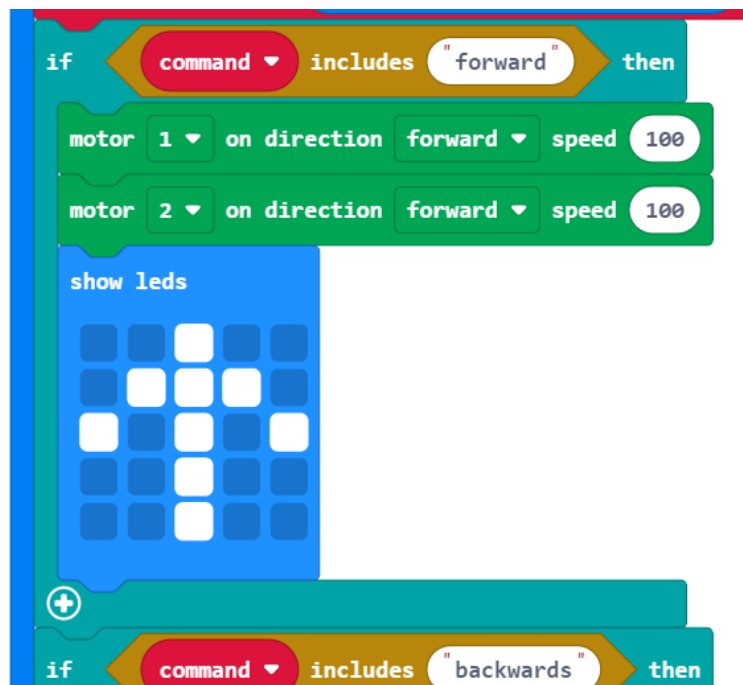 if command includes "forward" then
motor 1 on direction forward speed 100
motor 2 on direction forward speed 100
show leds
if command includes "backwards" then